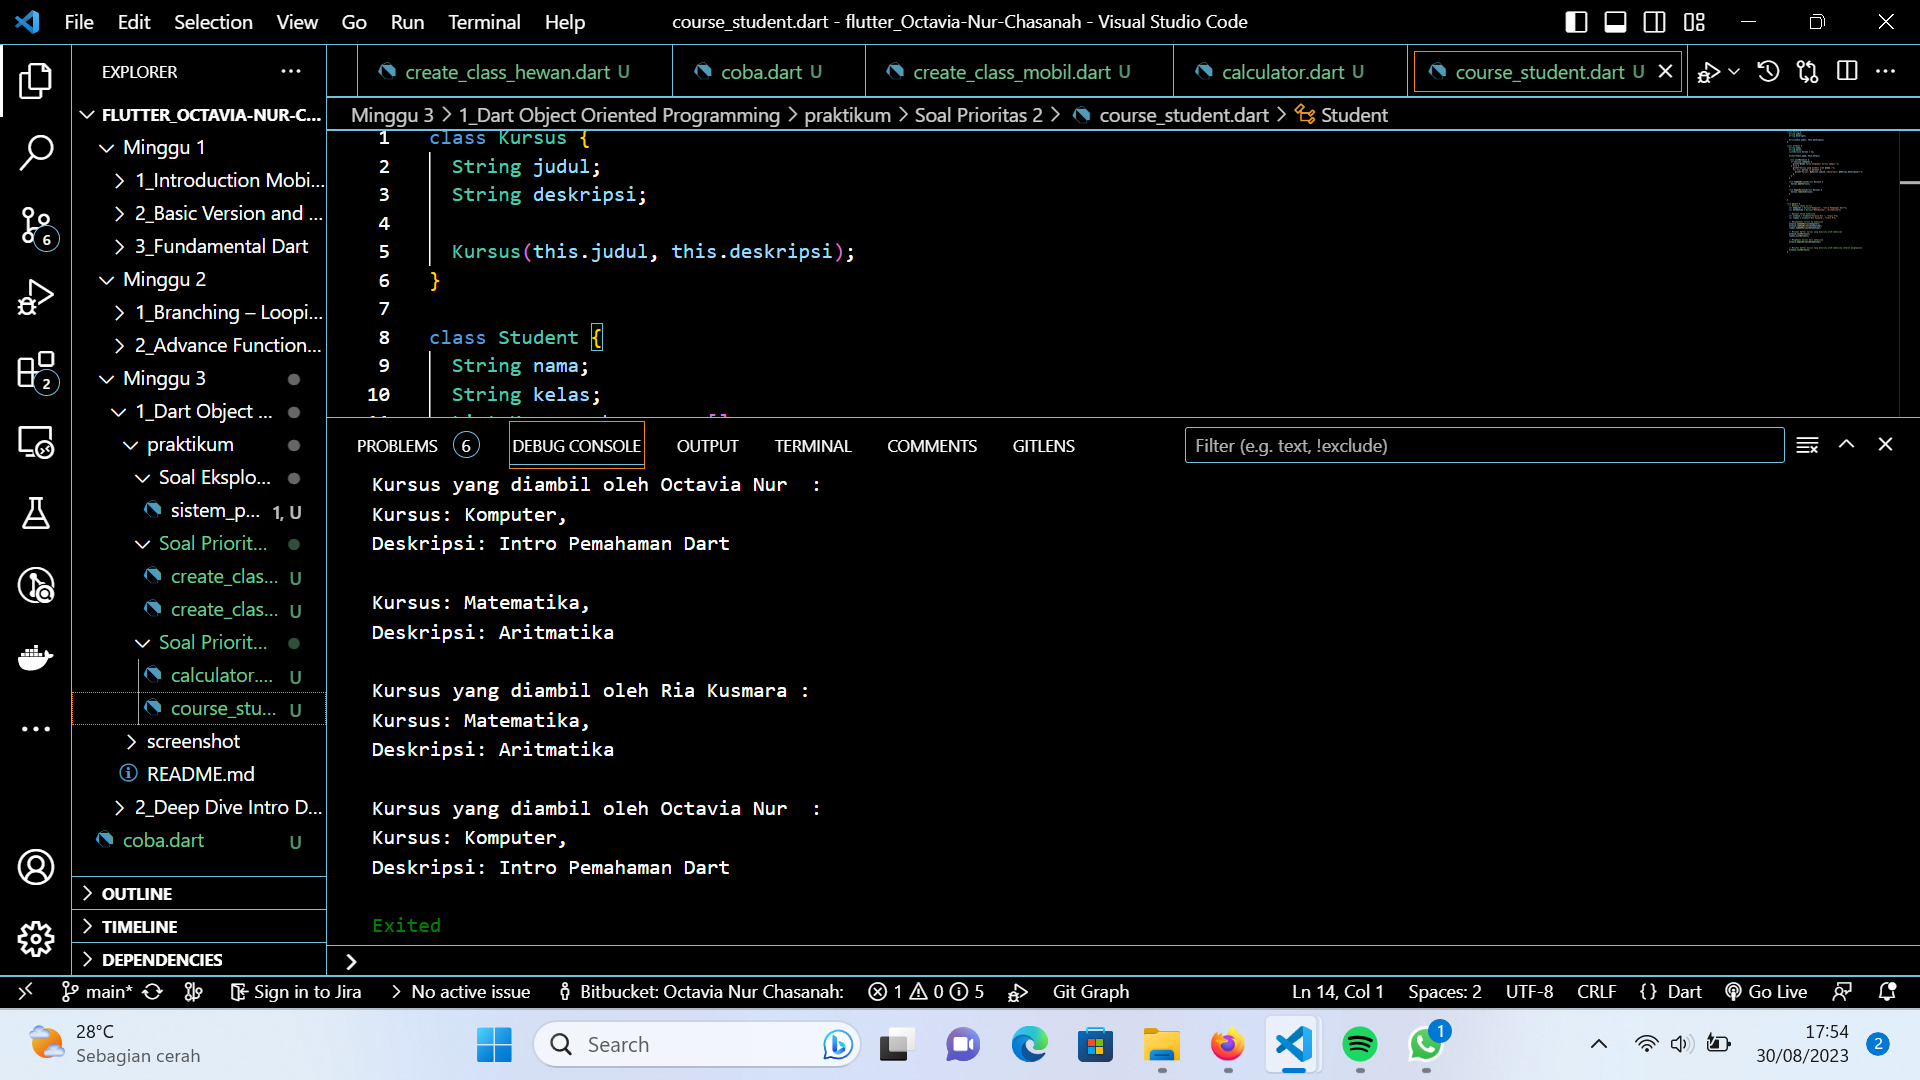 File Edit Selection View Go Run Terminal Help
course_student.dart - flutter_Octavia-Nur-Chasanah - Visual Studio Code
EXPLORER
create_class_hewan.dart U
coba.dart U
create_class_mobil.dart U
calculator.dart U
course_student.dart U
FLUTTER_OCTAVIA-NUR-C...
Minggu 1
1_Introduction Mobi...
2_Basic Version and ...
3_Fundamental Dart
Minggu 2
1_Branching – Loopi...
2_Advance Function...
Minggu 3
1_Dart Object ...
praktikum
Soal Eksplo...
sistem_p... 1, U
Soal Priorit...
create_clas... U
create_clas... U
Soal Priorit...
calculator.... U
course_stu... U
screenshot
README.md
2_Deep Dive Intro D...
coba.dart U
OUTLINE
TIMELINE
DEPENDENCIES
6
2
Minggu 3 > 1_Dart Object Oriented Programming > praktikum > Soal Prioritas 2 > course_student.dart > Student
1 class Kursus {
2 String judul;
3 String deskripsi;
4
5 Kursus(this.judul, this.deskripsi);
6 }
7
8 class Student {
9 String nama;
10 String kelas;
PROBLEMS 6 DEBUG CONSOLE OUTPUT TERMINAL COMMENTS GITLENS
Filter (e.g. text, !exclude)
Kursus yang diambil oleh Octavia Nur  :
Kursus: Komputer,
Deskripsi: Intro Pemahaman Dart
Kursus: Matematika,
Deskripsi: Aritmatika
Kursus yang diambil oleh Ria Kusmara :
Kursus: Matematika,
Deskripsi: Aritmatika
Kursus yang diambil oleh Octavia Nur  :
Kursus: Komputer,
Deskripsi: Intro Pemahaman Dart
Exited
main* Sign in to Jira > No active issue Bitbucket: Octavia Nur Chasanah: 1 0 5 Git Graph
Ln 14, Col 1 Spaces: 2 UTF-8 CRLF {} Dart Go Live
28°C
Sebagian cerah
Search
1
17:54
30/08/2023
2